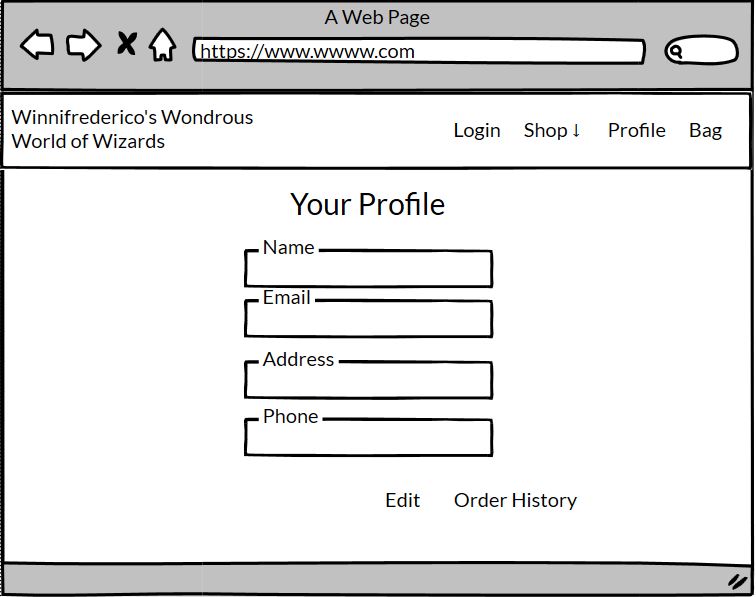 A Web Page
https://www.wwww.com
Winnifrederico's Wondrous
World of Wizards
Login Shop ↓ Profile Bag
Your Profile
Name
Email
Address
Phone
Edit Order History